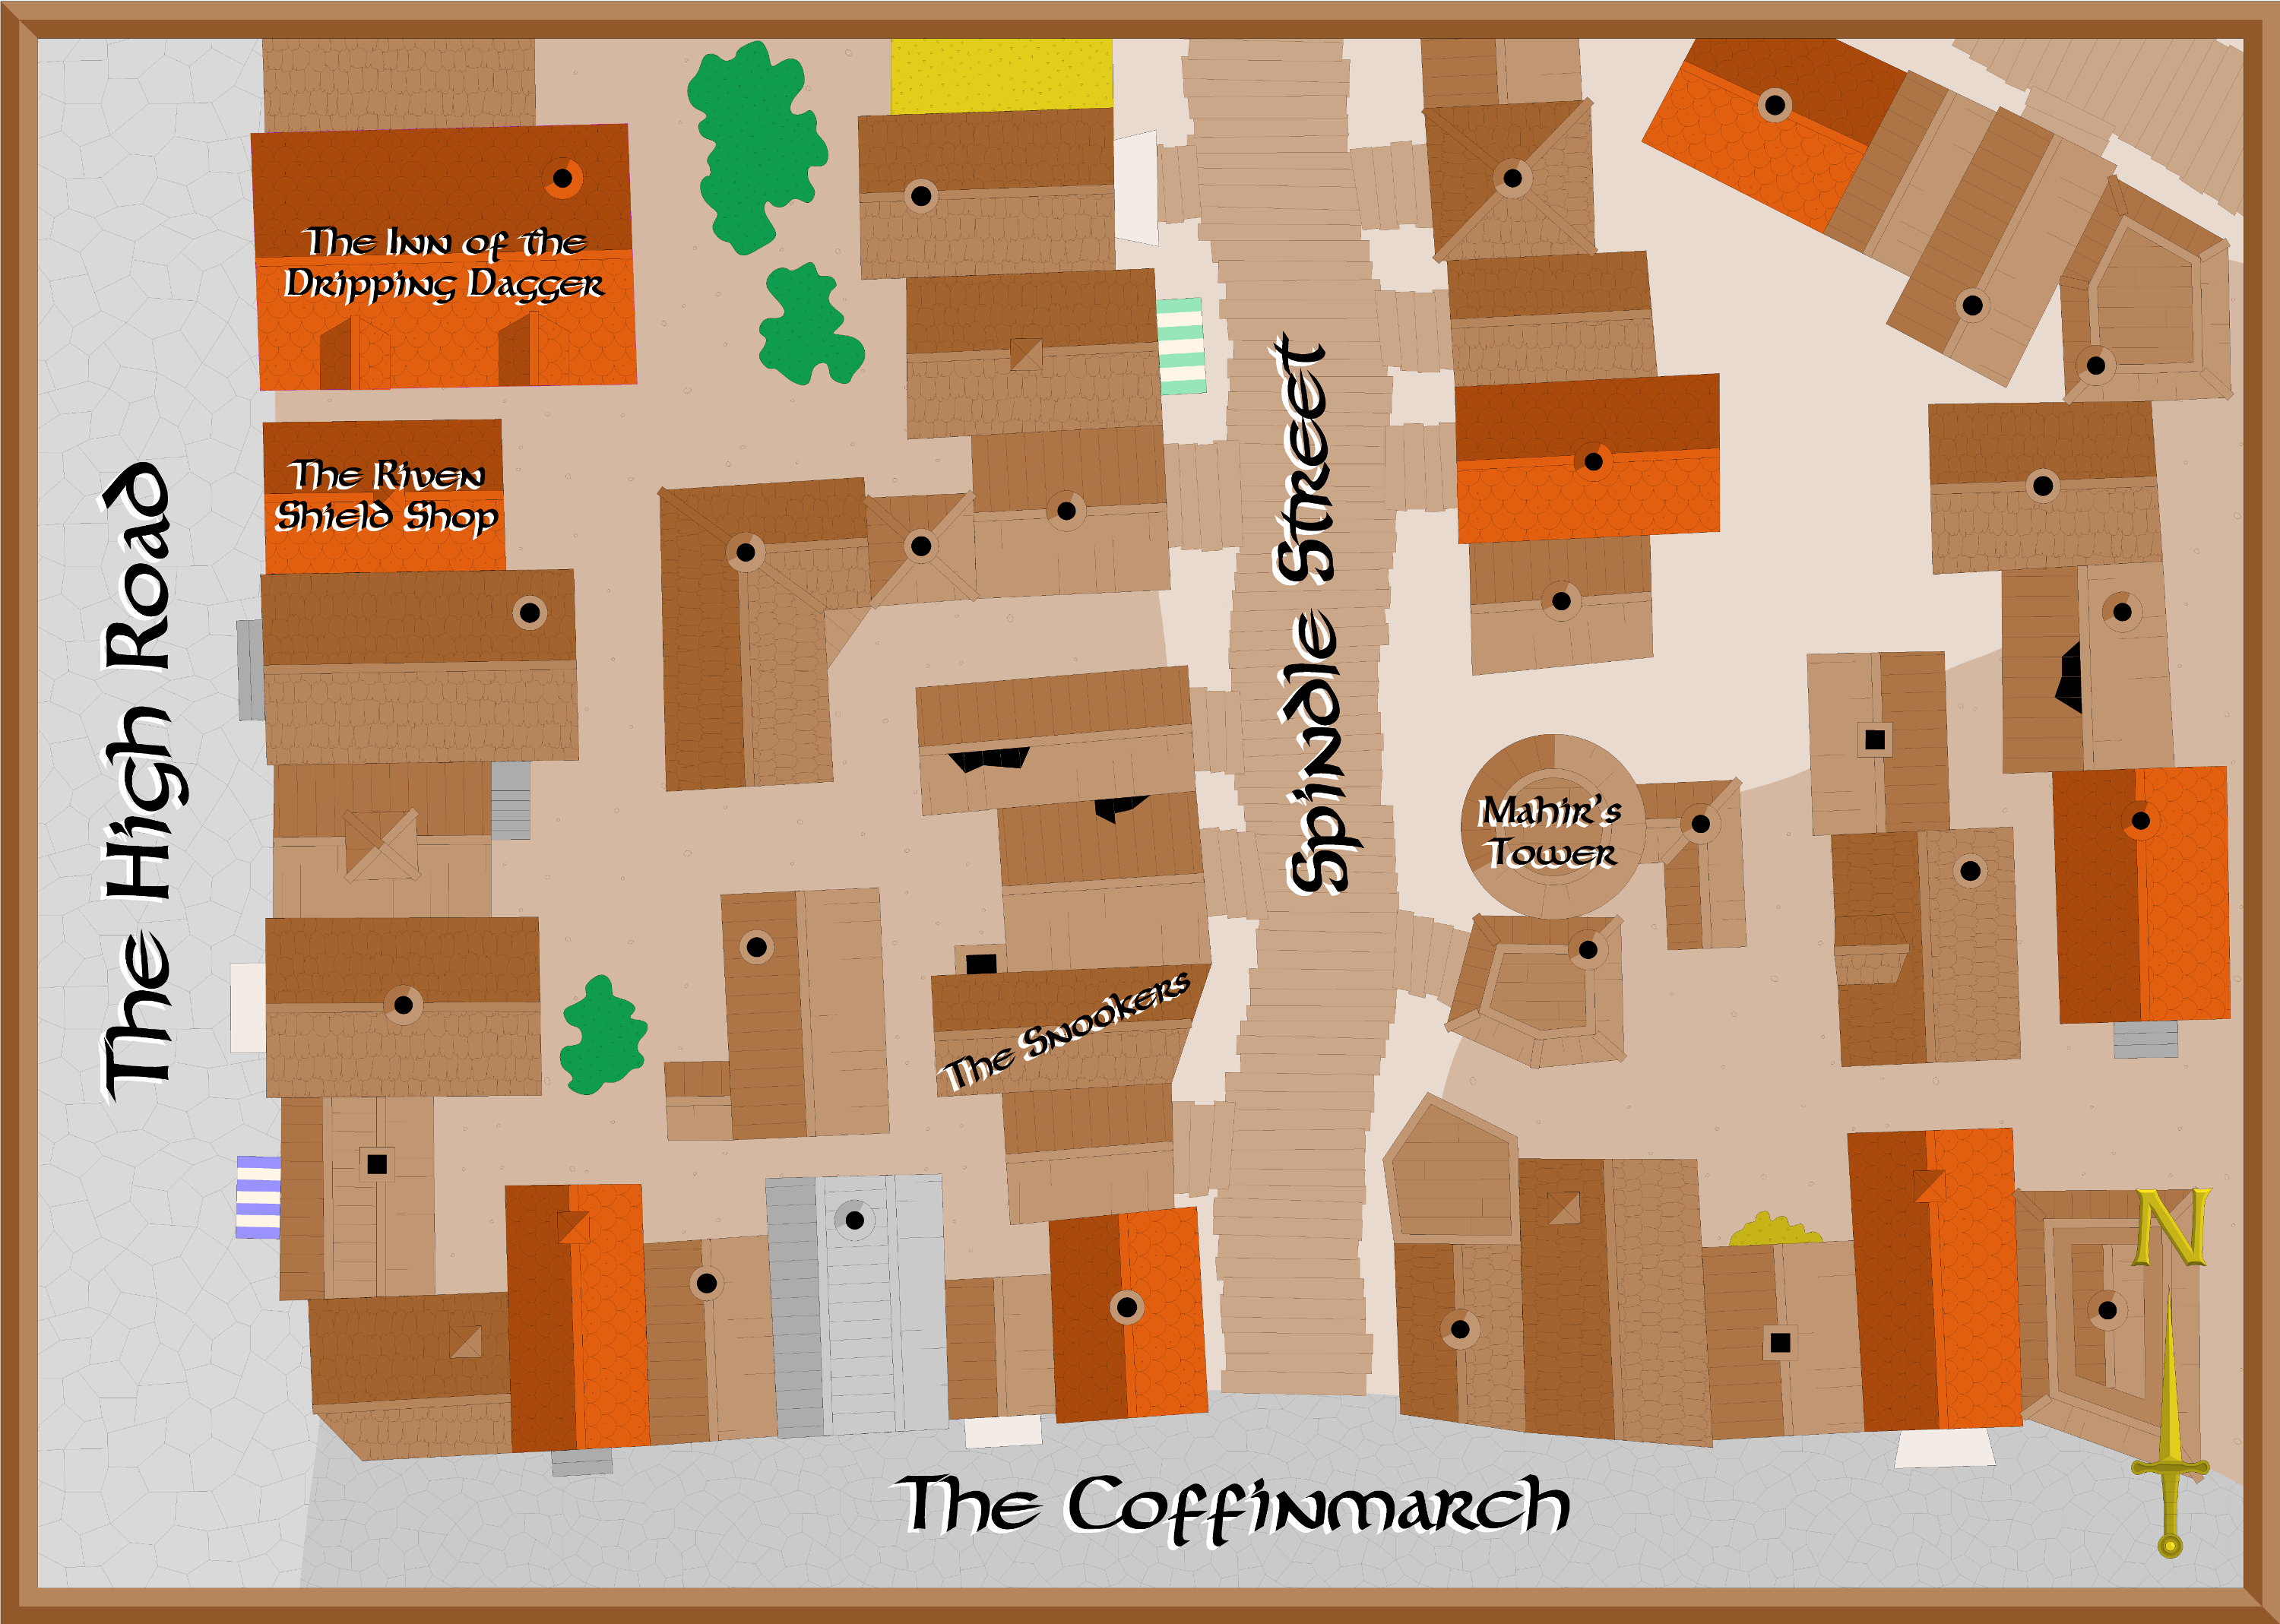 The Inn of the
Dripping Dagger
The Riven
Shield Shop
The High Road
Spindle Street
Mahir's
Tower
The Snookers
N
The Coffinmarch